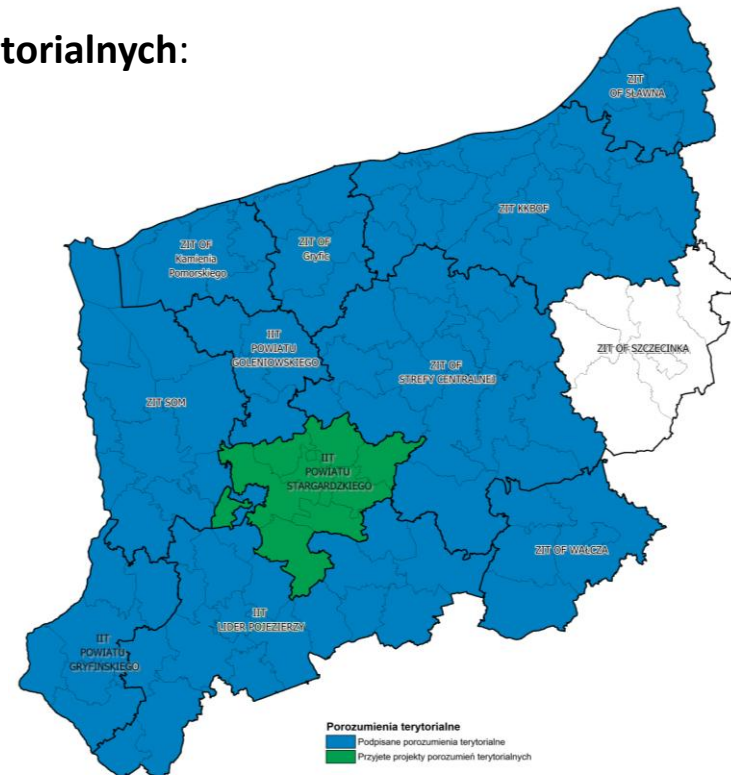 torialnych:
ZIT
OF SŁAWNA
ZIT KKBOF
ZIT OF
Kamienia
Pomorskiego
ZIT OF
Gryfic
IIT
POWIATU
GOLENIOWSKIEGO
ZIT OF
STREFY CENTRALNEJ
ZIT OF SZCZECINKA
ZIT SOM
IIT
POWIATU
STARGARDZKIEGO
ZIT OF WAŁCZA
IIT
LIDER POJEZIERZY
IIT
POWIATU
GRYFIŃSKIEGO
Porozumienia terytorialne
Podpisane porozumienia terytorialne
Przyjete projekty porozumień terytorialnych